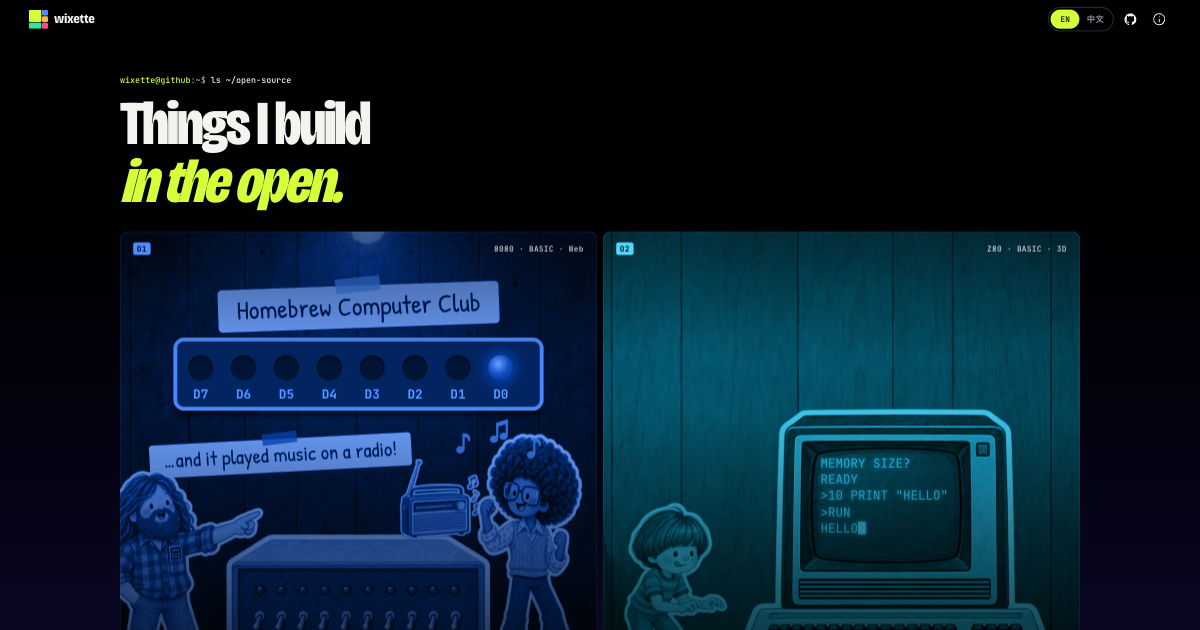 wixette
EN 中文
wixette@github:~$ ls ~/open-source
Things I build
in the open.
01
8080 · BASIC · Web
Homebrew Computer Club
D7 D6 D5 D4 D3 D2 D1 D0
...and it played music on a radio!
02
Z80 · BASIC · 3D
MEMORY SIZE?
READY
>10 PRINT "HELLO"
>RUN
HELLO